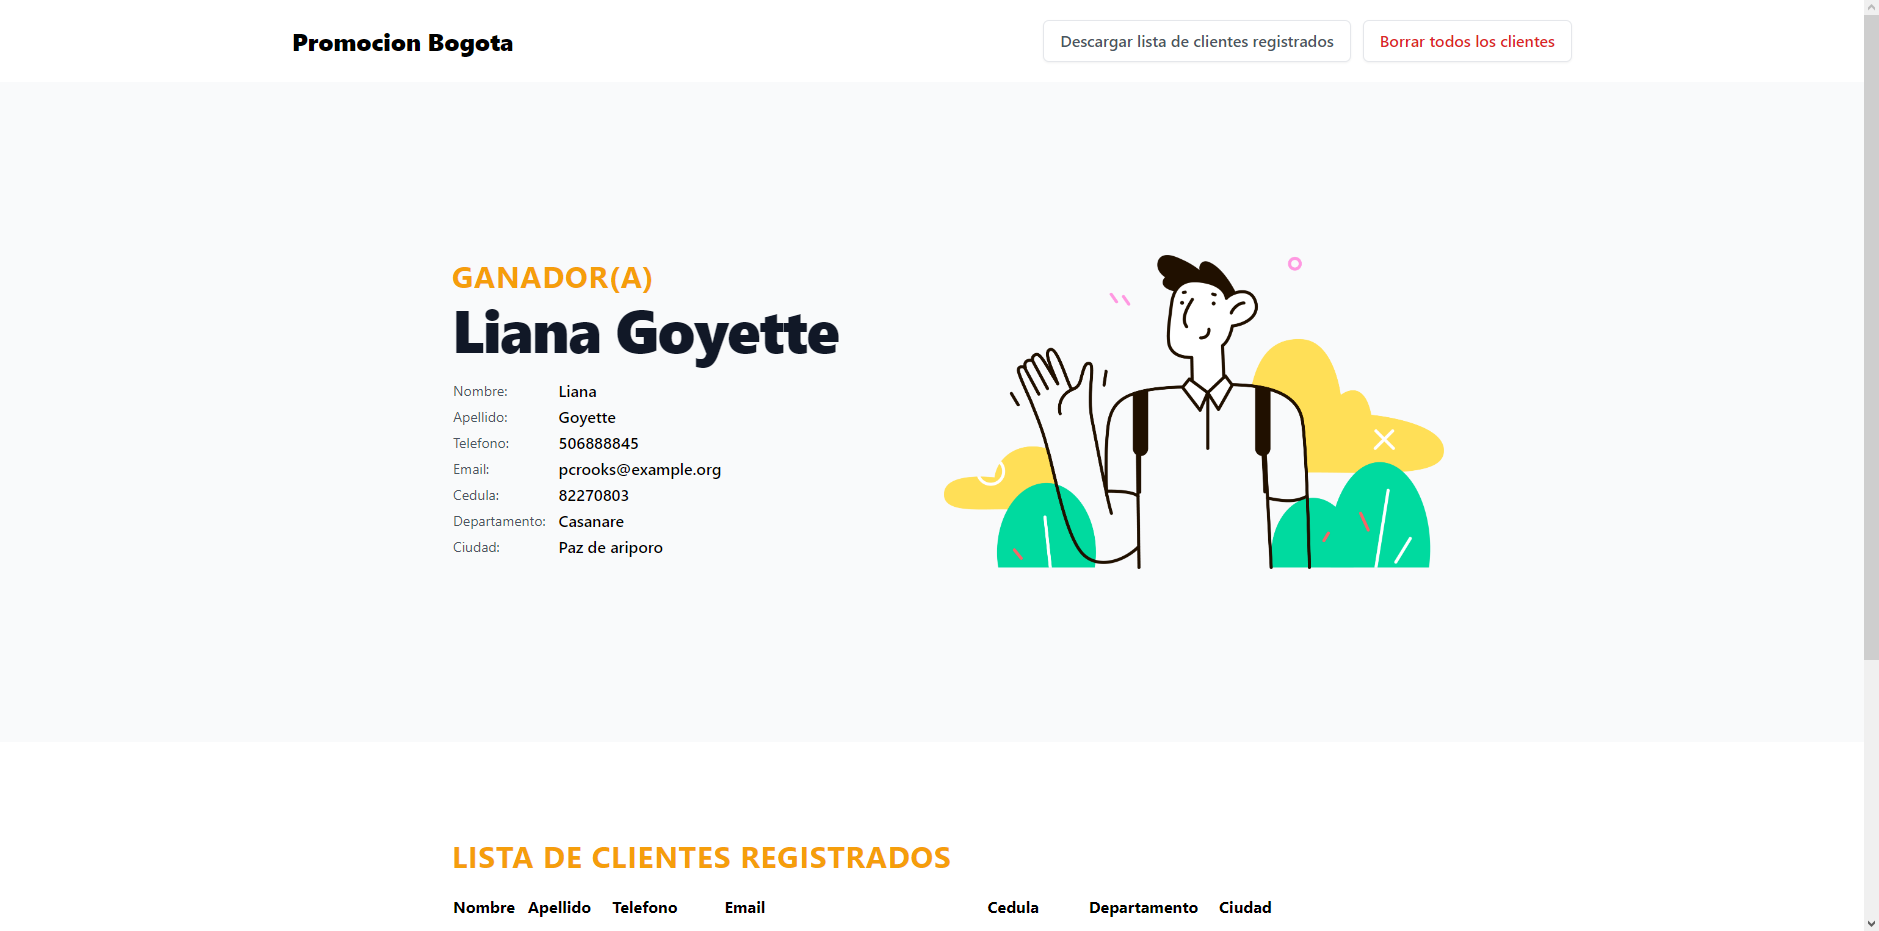 Promocion Bogota
Descargar lista de clientes registrados
Borrar todos los clientes
GANADOR(A)
Liana Goyette
Nombre: Liana
Apellido: Goyette
Telefono: 506888845
Email: pcrooks@example.org
Cedula: 82270803
Departamento: Casanare
Ciudad: Paz de ariporo
LISTA DE CLIENTES REGISTRADOS
Nombre Apellido Telefono Email Cedula Departamento Ciudad